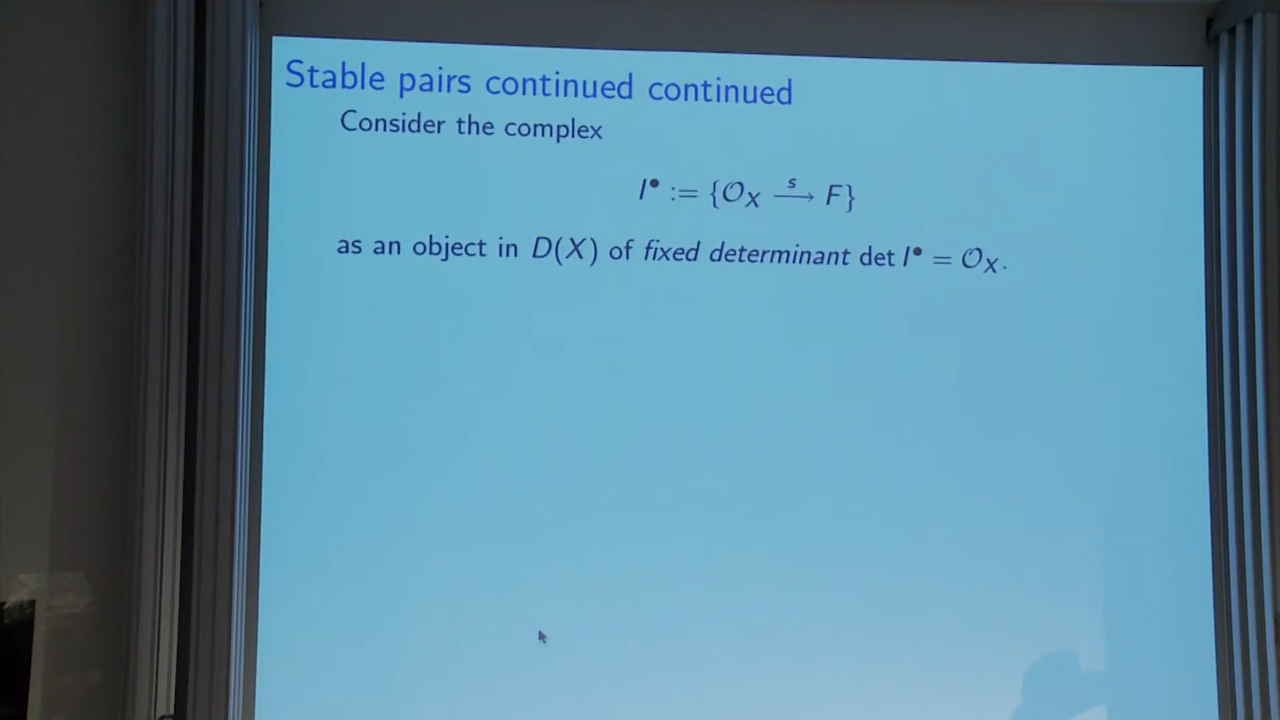 Stable pairs continued continued
Consider the complex
I• := {𝒪_X —s→ F}
as an object in D(X) of fixed determinant det I• = 𝒪_X.